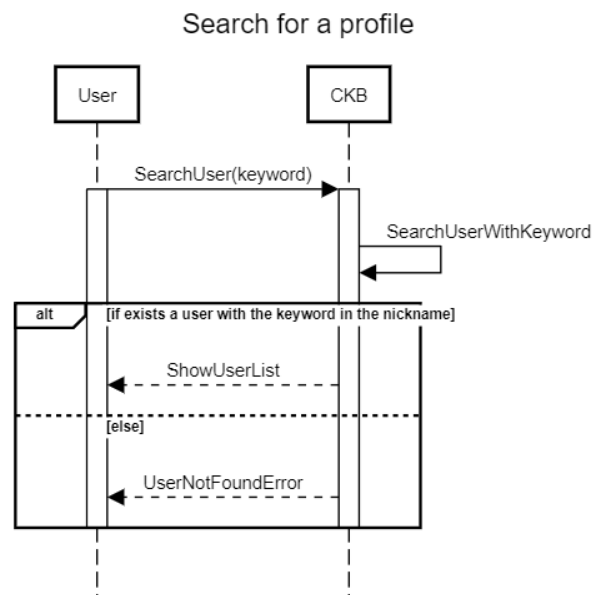 Search for a profile
User
CKB
SearchUser(keyword)
SearchUserWithKeyword
alt
[if exists a user with the keyword in the nickname]
ShowUserList
[else]
UserNotFoundError